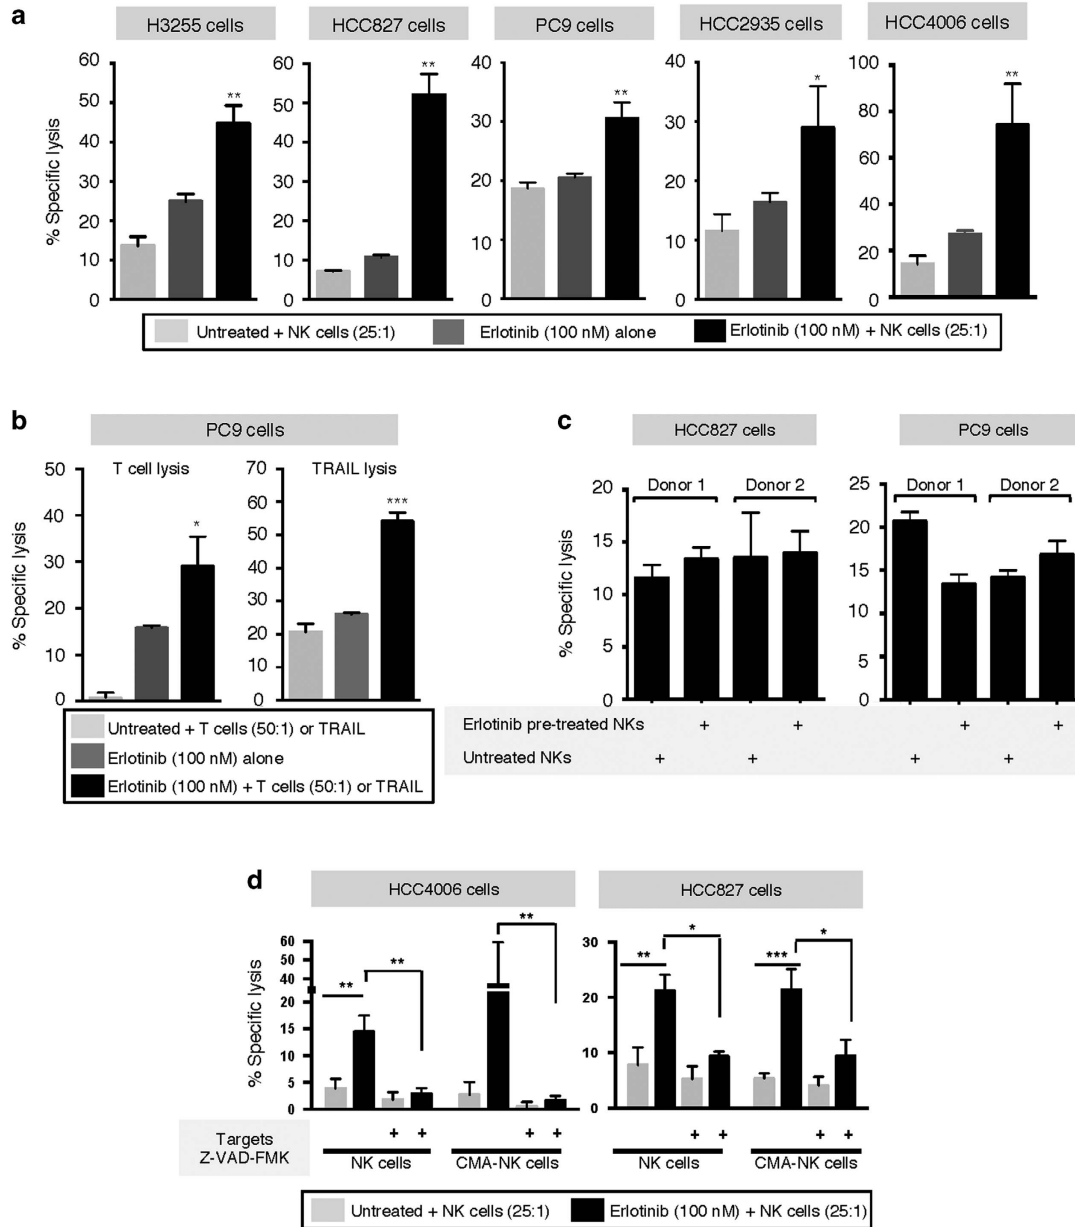 a
H3255 cells HCC827 cells PC9 cells HCC2935 cells HCC4006 cells
% Specific lysis
60 50 40 30 20 10 0
**
60 50 40 30 20 10 0
**
40 30 20 10 0
**
40 30 20 10 0
*
100 80 60 40 20 0
**
Untreated + NK cells (25:1) Erlotinib (100 nM) alone Erlotinib (100 nM) + NK cells (25:1)
b
PC9 cells
T cell lysis TRAIL lysis
% Specific lysis
50 40 30 20 10 0
*
70 60 50 40 30 20 10 0
***
Untreated + T cells (50:1) or TRAIL
Erlotinib (100 nM) alone
Erlotinib (100 nM) + T cells (50:1) or TRAIL
c
HCC827 cells PC9 cells
% Specific lysis
20 15 10 5 0
Donor 1 Donor 2
25 20 15 10 5 0
Donor 1 Donor 2
Erlotinib pre-treated NKs + + + +
Untreated NKs + + + +
d
HCC4006 cells HCC827 cells
% Specific lysis
60 50 40 30 20 15 10 5 0
** ** **
30 20 10 0
** * *** *
Targets
Z-VAD-FMK
+ + + + + + + +
NK cells CMA-NK cells NK cells CMA-NK cells
Untreated + NK cells (25:1) Erlotinib (100 nM) + NK cells (25:1)